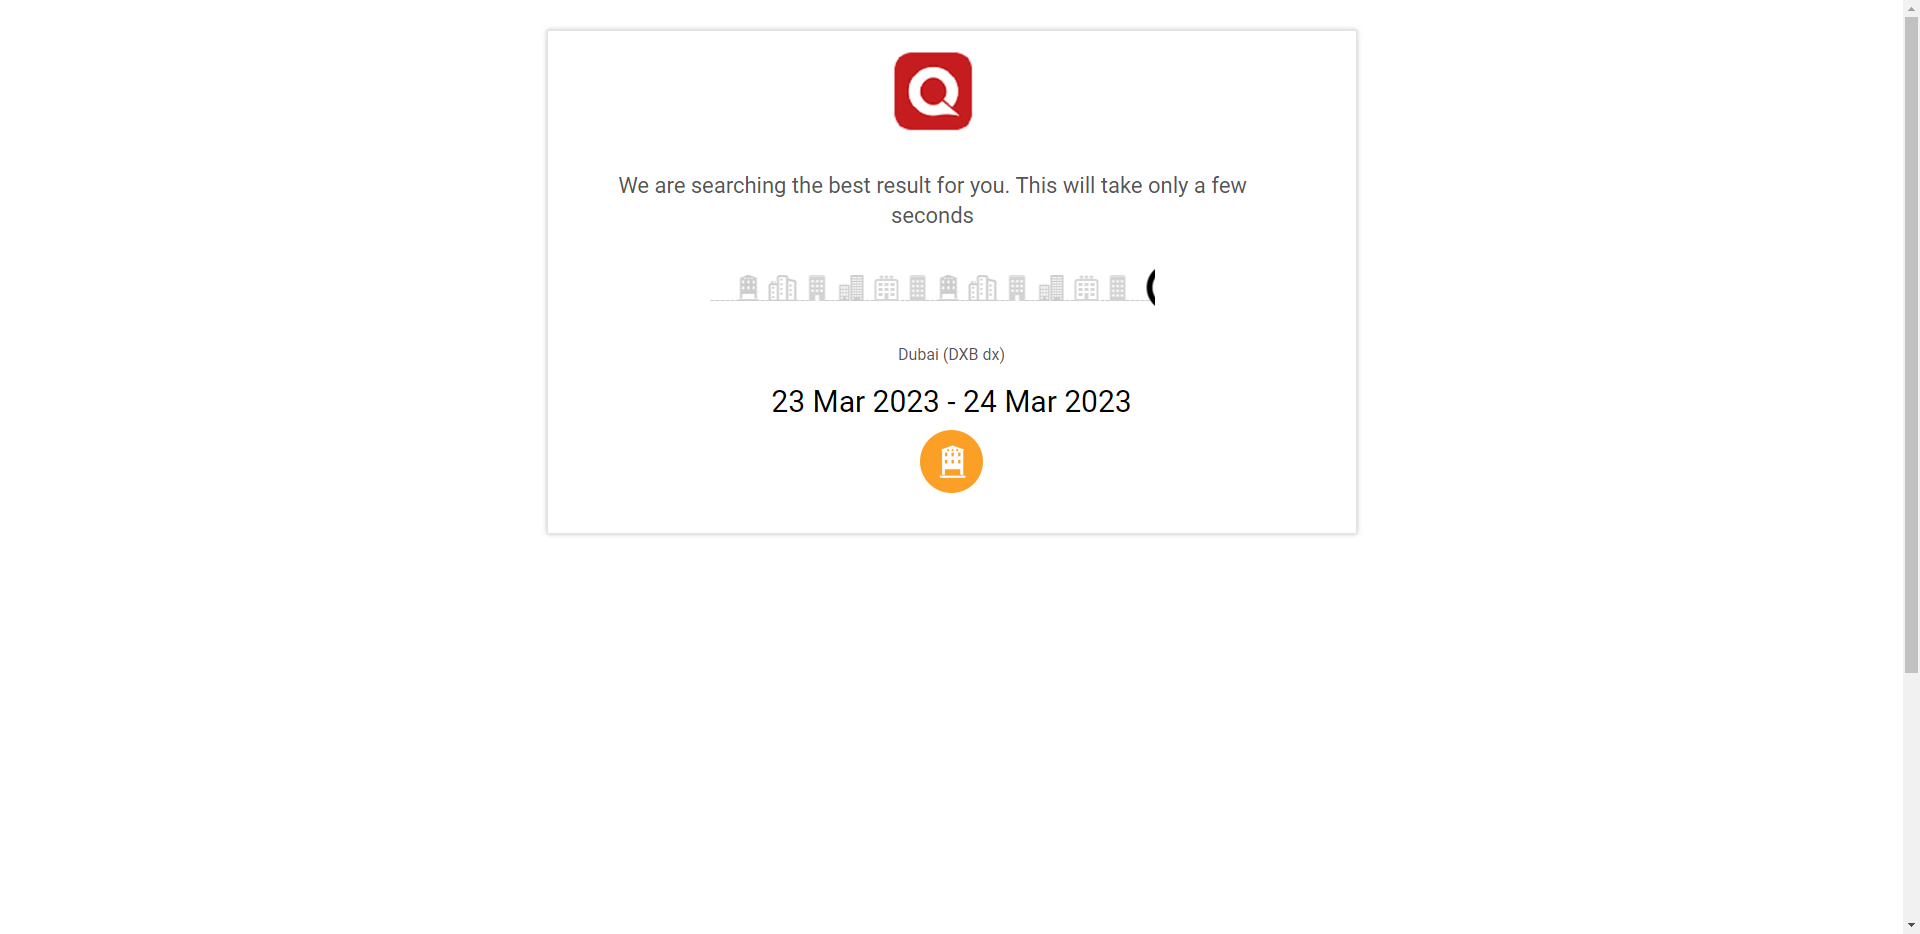 We are searching the best result for you. This will take only a few
seconds
Dubai (DXB dx)
23 Mar 2023 - 24 Mar 2023